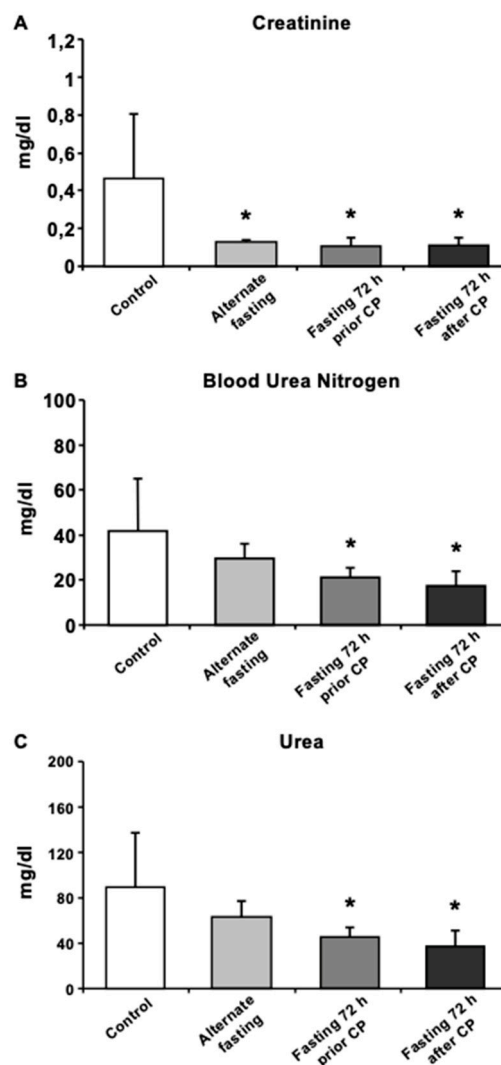 A
Creatinine
mg/dl
1,2
1
0,8
0,6
0,4
0,2
0
*
*
*
Control
Alternate
fasting
Fasting 72 h
prior CP
Fasting 72 h
after CP
B
Blood Urea Nitrogen
mg/dl
100
80
60
40
20
0
*
*
Control
Alternate
fasting
Fasting 72 h
prior CP
Fasting 72 h
after CP
C
Urea
mg/dl
200
160
120
80
40
0
*
*
Control
Alternate
fasting
Fasting 72 h
prior CP
Fasting 72 h
after CP